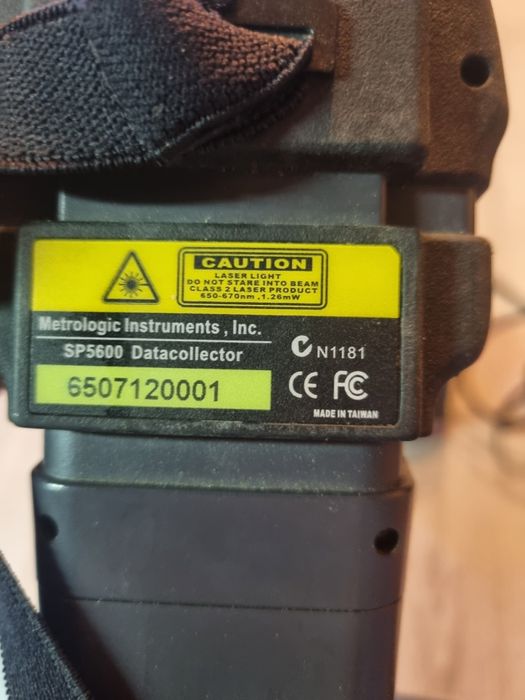 CAUTION
LASER LIGHT
DO NOT STARE INTO BEAM
CLASS 2 LASER PRODUCT
650-670nm ,1.26mW
Metrologic Instruments , Inc.
SP5600 Datacollector
N1181
6507120001
CE FC
MADE IN TAIWAN